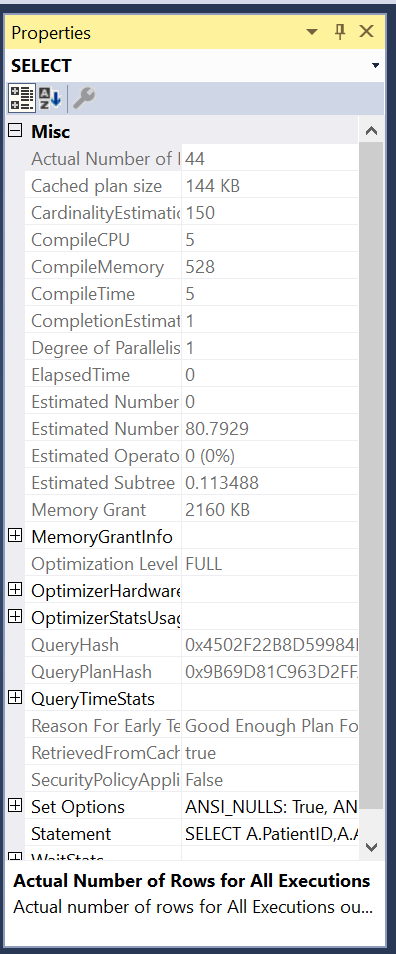 Properties
SELECT
Misc
Actual Number of 44
Cached plan size 144 KB
CardinalityEstimatic 150
CompileCPU 5
CompileMemory 528
CompileTime 5
CompletionEstimat 1
Degree of Parallelis 1
ElapsedTime 0
Estimated Number 0
Estimated Number 80.7929
Estimated Operato 0 (0%)
Estimated Subtree 0.113488
Memory Grant 2160 KB
MemoryGrantInfo
Optimization Level FULL
OptimizerHardware
OptimizerStatsUsag
QueryHash 0x4502F22B8D59984
QueryPlanHash 0x9B69D81C963D2FF
QueryTimeStats
Reason For Early Te Good Enough Plan Fo
RetrievedFromCach true
SecurityPolicyAppli False
Set Options ANSI_NULLS: True, AN
Statement SELECT A.PatientID,A.A
WaitStats
Actual Number of Rows for All Executions
Actual number of rows for All Executions ou...